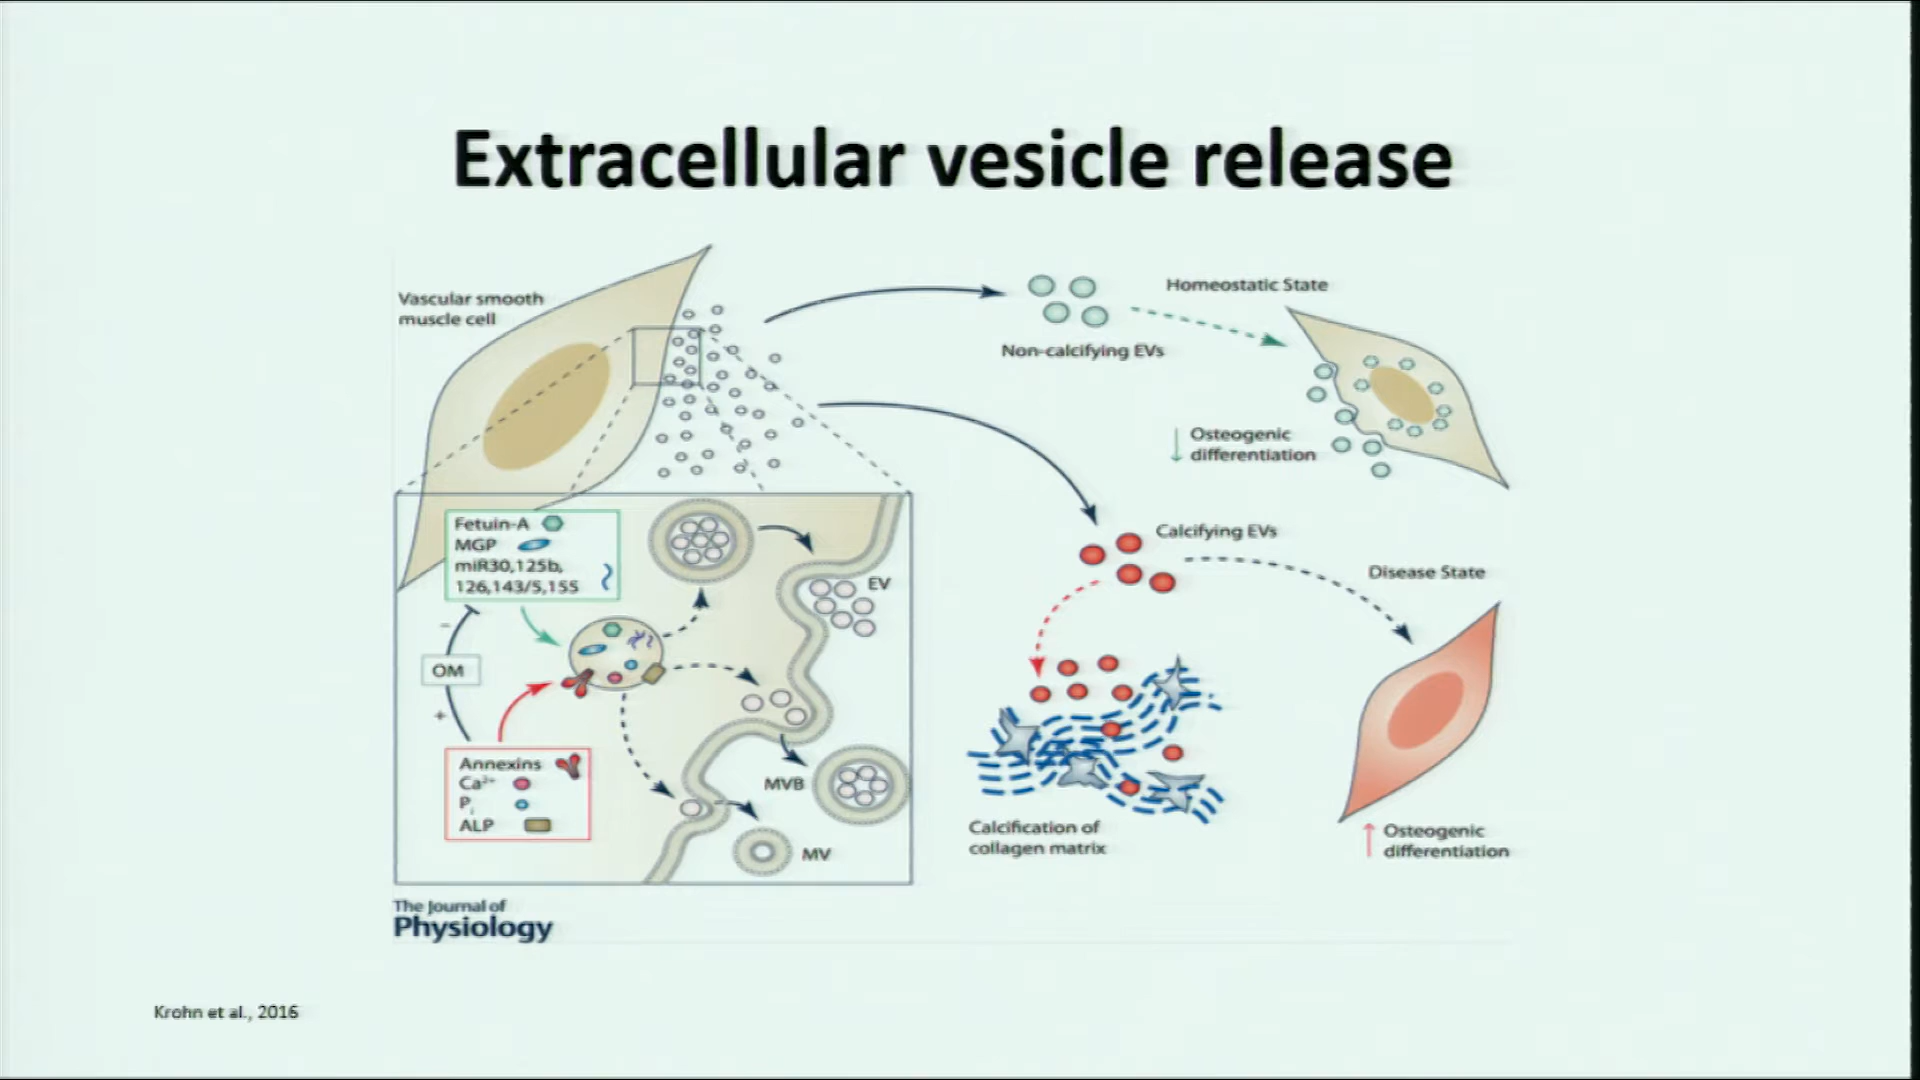 Extracellular vesicle release
Vascular smooth
muscle cell
Non-calcifying EVs
Homeostatic State
Osteogenic
differentiation
Calcifying EVs
Disease State
Fetuin-A
MGP
miR30,125b,
126,143/5,155
−
OM
+
Annexins
Ca²⁺
Pᵢ
ALP
EV
MVB
MV
Calcification of
collagen matrix
Osteogenic
differentiation
The Journal of
Physiology
Krohn et al., 2016